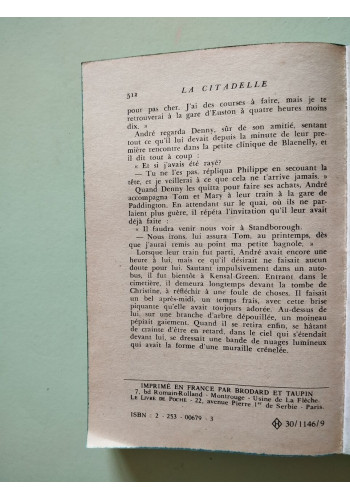 512
LA CITADELLE
pour pas cher. J'ai des courses à faire, mais je te
retrouverai à la gare d'Euston à quatre heures moins
dix. »
André regarda Denny, sûr de son amitié, sentant
tout ce qu'il lui devait depuis la minute de leur pre-
mière rencontre dans la petite clinique de Blaenelly, et
il dit tout à coup :
« Et si j'avais été rayé?
— Tu ne l'es pas, répliqua Philippe en secouant la
tête, et je veillerai à ce que cela ne t'arrive jamais. »
Quand Denny les quitta pour faire ses achats, André
accompagna Tom et Mary à leur train à la gare de
Paddington. En attendant sur le quai, où ils ne par-
laient plus guère, il répéta l'invitation qu'il leur avait
déjà faite :
« Il faudra venir nous voir à Standborough.
— Nous irons, lui assura Tom, au printemps, dès
que j'aurai remis au point ma petite bagnole. »
Lorsque leur train fut parti, André avait encore une
heure à lui, mais ce qu'il désirait ne faisait aucun
doute pour lui. Sautant impulsivement dans un auto-
bus, il fut bientôt à Kensal-Green. Entrant dans le
cimetière, il demeura longtemps devant la tombe de
Christine, à réfléchir à une foule de choses. Il faisait
un bel après-midi, un temps frais, avec cette brise
piquante qu'elle avait toujours adorée. Au-dessus de
lui, sur une branche d'arbre dépouillée, un moineau
pépiait gaiement. Quand il se retira enfin, se hâtant
de crainte d'être en retard, dans le ciel qui s'étendait
devant lui, se dressait une bande de nuages lumineux
qui avait la forme d'une muraille crénelée.
IMPRIMÉ EN FRANCE PAR BRODARD ET TAUPIN
7, bd Romain-Rolland - Montrouge - Usine de La Flèche.
LE LIVRE DE POCHE - 22, avenue Pierre 1er de Serbie - Paris.
ISBN : 2 - 253 - 00679 - 3
30/1146/9